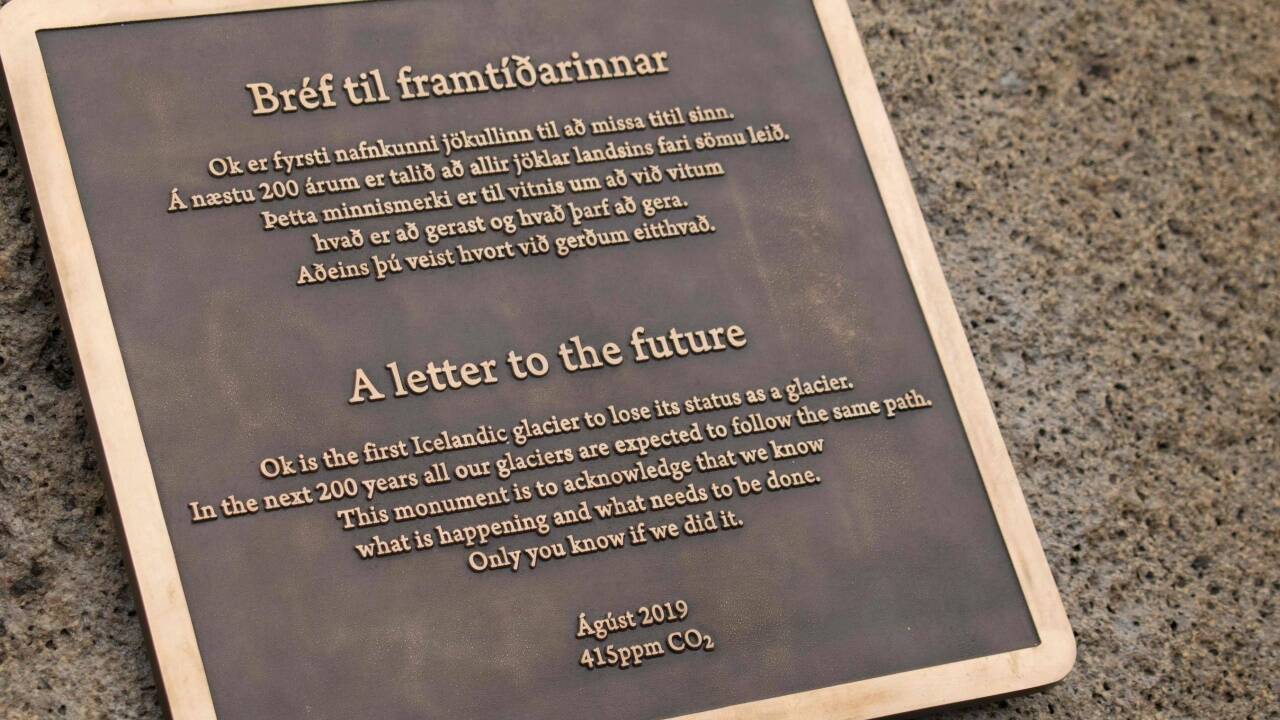 Bréf til framtíðarinnar
Ok er fyrsti nafnkunni jökullinn til að missa titil sinn.
Á næstu 200 árum er talið að allir jöklar landsins fari sömu leið.
Þetta minnismerki er til vitnis um að við vitum
hvað er að gerast og hvað þarf að gera.
Aðeins þú veist hvort við gerðum eitthvað.
A letter to the future
Ok is the first Icelandic glacier to lose its status as a glacier.
In the next 200 years all our glaciers are expected to follow the same path.
This monument is to acknowledge that we know
what is happening and what needs to be done.
Only you know if we did it.
Ágúst 2019
415ppm CO₂